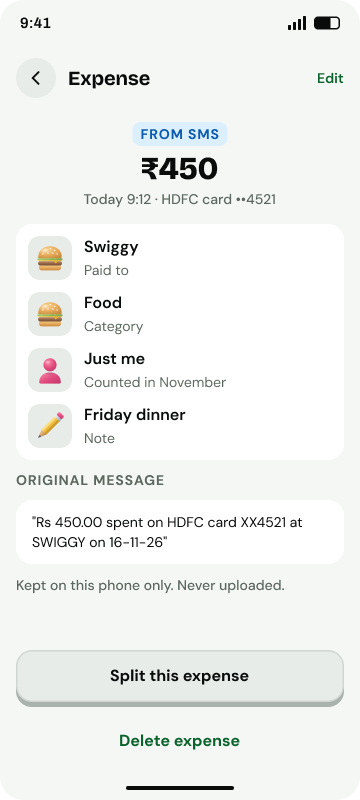 9:41
Expense
Edit
FROM SMS
₹450
Today 9:12 · HDFC card ••4521
Swiggy
Paid to
Food
Category
Just me
Counted in November
Friday dinner
Note
ORIGINAL MESSAGE
"Rs 450.00 spent on HDFC card XX4521 at
SWIGGY on 16-11-26"
Kept on this phone only. Never uploaded.
Split this expense
Delete expense